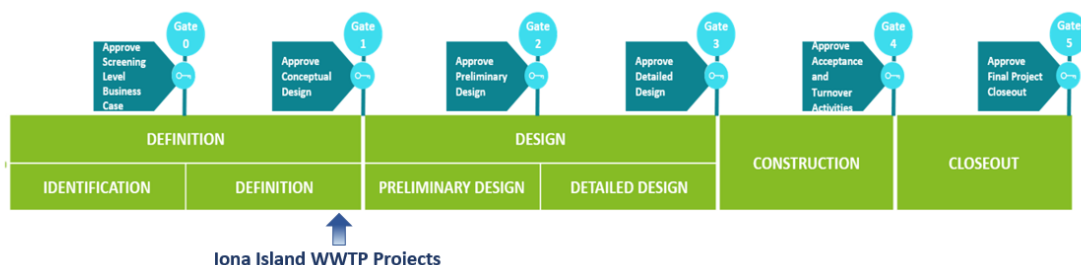 Gate
0
Approve
Screening
Level
Business
Case
Gate
1
Approve
Conceptual
Design
Gate
2
Approve
Preliminary
Design
Gate
3
Approve
Detailed
Design
Gate
4
Approve
Acceptance
and
Turnover
Activities
Gate
5
Approve
Final Project
Closeout
DEFINITION
DESIGN
CONSTRUCTION
CLOSEOUT
IDENTIFICATION
DEFINITION
PRELIMINARY DESIGN
DETAILED DESIGN
Iona Island WWTP Projects